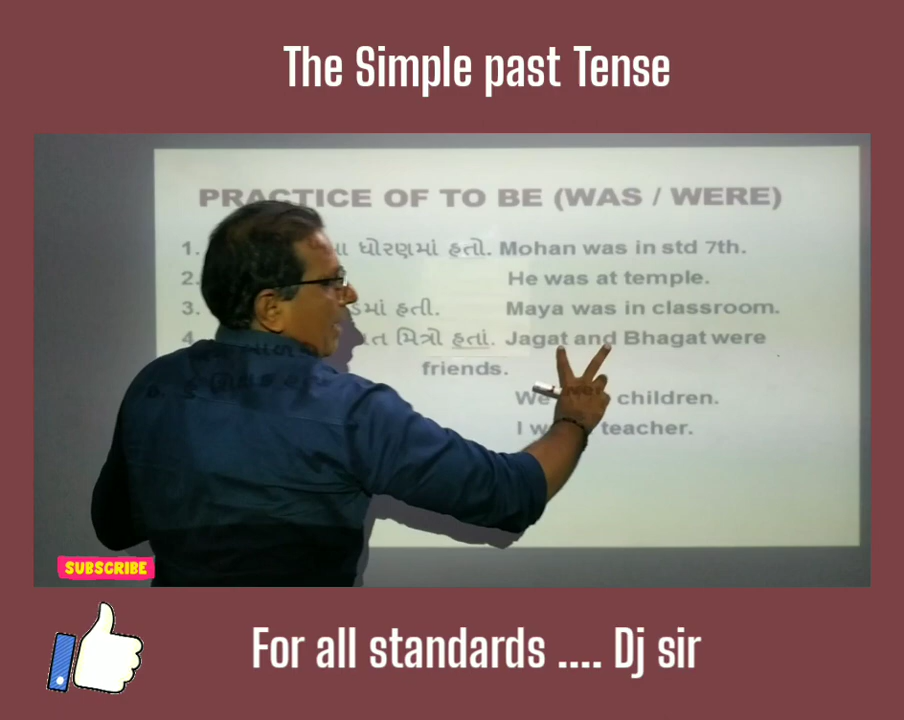 The Simple past Tense
PRACTICE OF TO BE (WAS / WERE)
1. ધોરણમાં હતો. Mohan was in std 7th.
2. He was at temple.
3. હતી. Maya was in classroom.
4. મિત્રો હતાં. Jagat and Bhagat were
friends.
We were children.
I teacher.
SUBSCRIBE
For all standards .... Dj sir